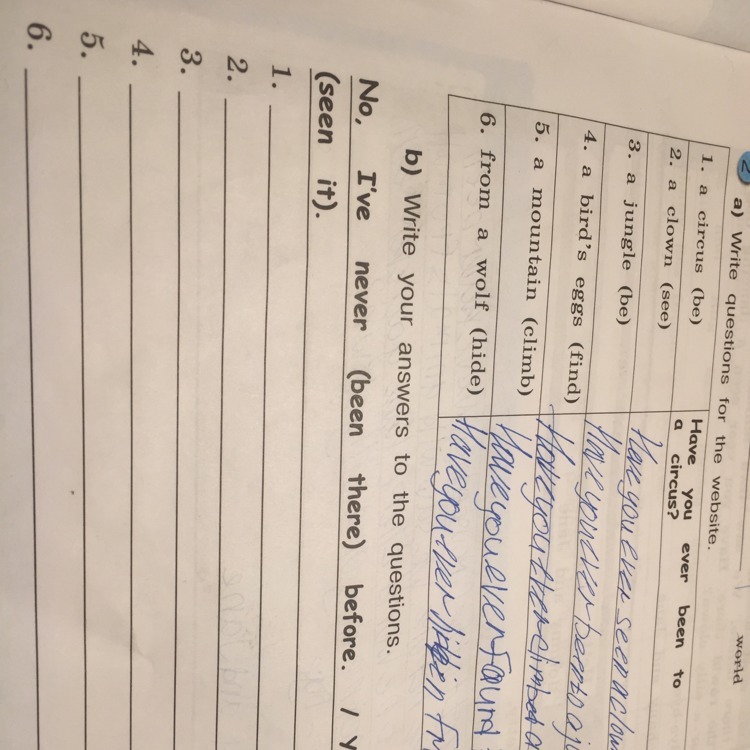 world
2
a) Write questions for the website.
1. a circus (be)
Have you ever been to
a circus?
2. a clown (see)
Have you ever seen a clow
3. a jungle (be)
Have you ever been to a j
4. a bird's eggs (find)
Have you climbed a
5. a mountain (climb)
Have you ever found
6. from a wolf (hide)
Have you ever hidden fr
b) Write your answers to the questions.
No, I've never (been there) before. / Y
(seen it).
1.
2.
3.
4.
5.
6.